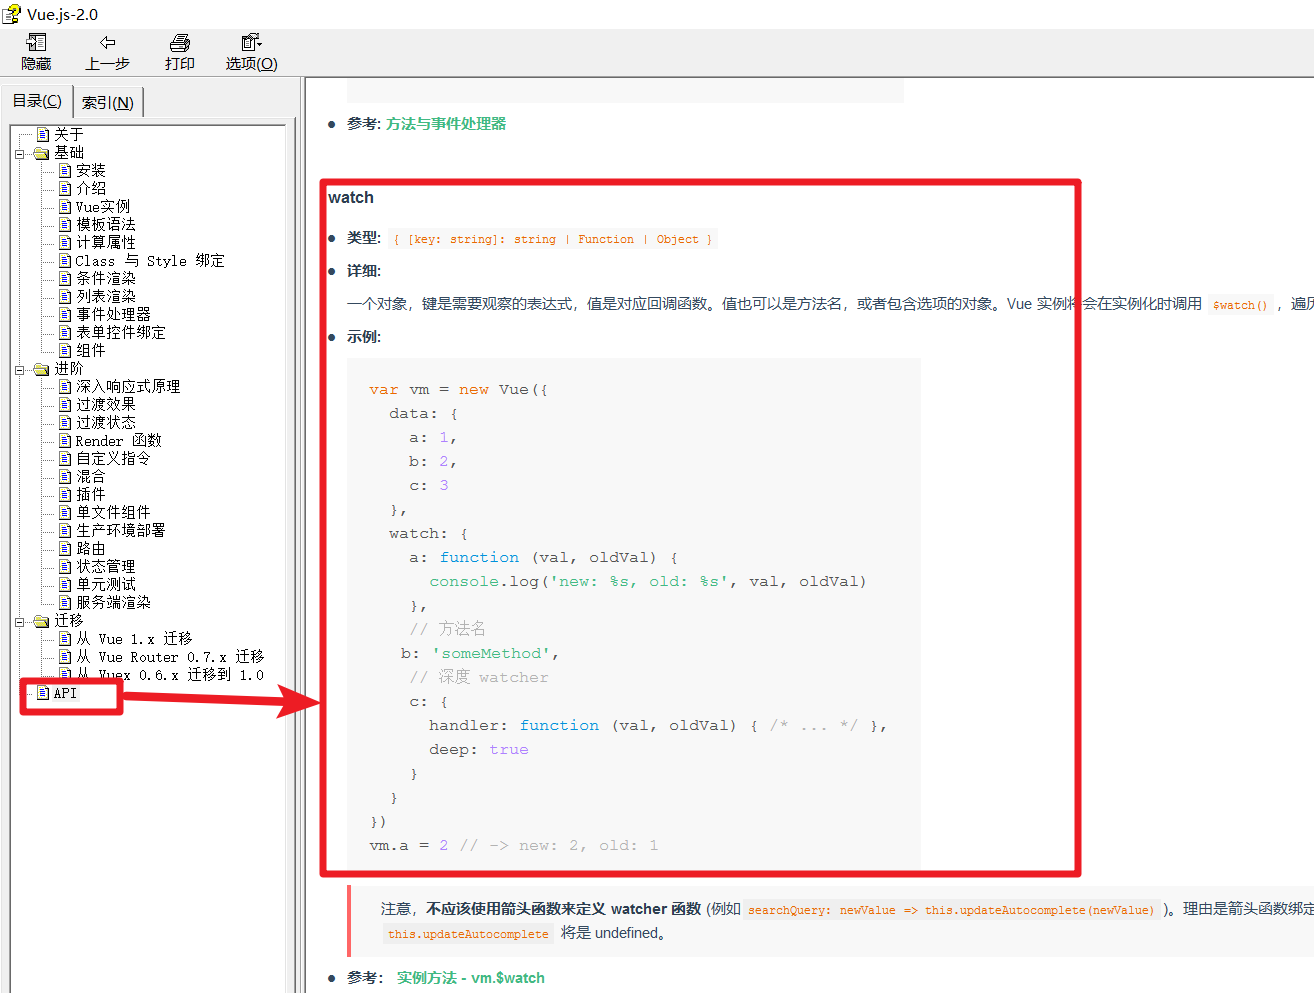 Vue.js-2.0
隐藏 上一步 打印 选项(O)
目录(C) 索引(N)
关于
基础
安装
介绍
Vue实例
模板语法
计算属性
Class 与 Style 绑定
条件渲染
列表渲染
事件处理器
表单控件绑定
组件
进阶
深入响应式原理
过渡效果
过渡状态
Render 函数
自定义指令
混合
插件
单文件组件
生产环境部署
路由
状态管理
单元测试
服务端渲染
迁移
从 Vue 1.x 迁移
从 Vue Router 0.7.x 迁移
从 Vuex 0.6.x 迁移到 1.0
API
参考: 方法与事件处理器
watch
类型: { [key: string]: string | Function | Object }
详细:
一个对象，键是需要观察的表达式，值是对应回调函数。值也可以是方法名，或者包含选项的对象。Vue 实例将会在实例化时调用 $watch() ，遍历
示例:
var vm = new Vue({
data: {
a: 1,
b: 2,
c: 3
},
watch: {
a: function (val, oldVal) {
console.log('new: %s, old: %s', val, oldVal)
},
// 方法名
b: 'someMethod',
// 深度 watcher
c: {
handler: function (val, oldVal) { /* ... */ },
deep: true
}
}
})
vm.a = 2 // -> new: 2, old: 1
注意，不应该使用箭头函数来定义 watcher 函数 (例如 searchQuery: newValue => this.updateAutocomplete(newValue) )。理由是箭头函数绑定
this.updateAutocomplete 将是 undefined。
参考: 实例方法 - vm.$watch